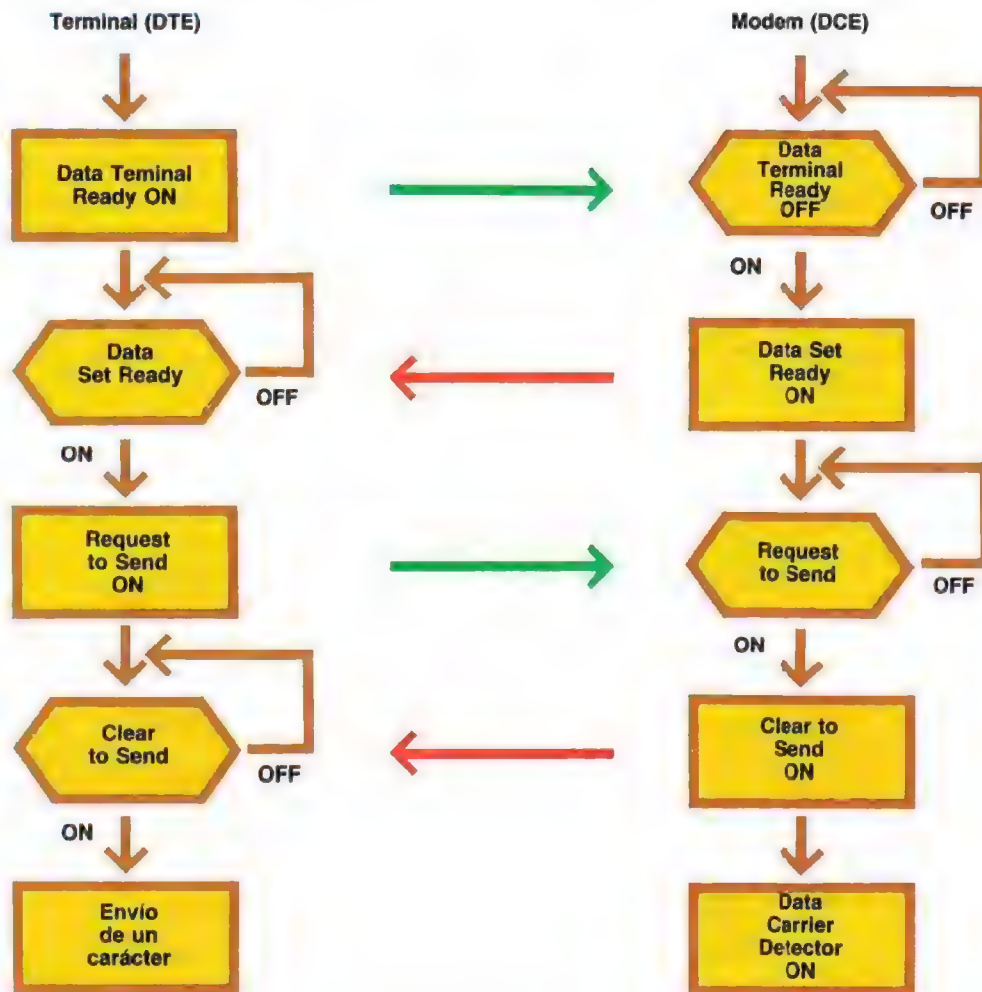 Terminal (DTE)
Modem (DCE)
Data Teminal
Ready ON
Data
Terminal
Ready
OFF
OFF
ON
Data
Set Ready
OFF
Data Set
Ready
ON
ON
Request
to Send
ON
Request
to Send
OFF
ON
Clear
to Send
OFF
Clear to
Send
ON
ON
Envío
de un
carácter
Data
Carrier
Detector
ON